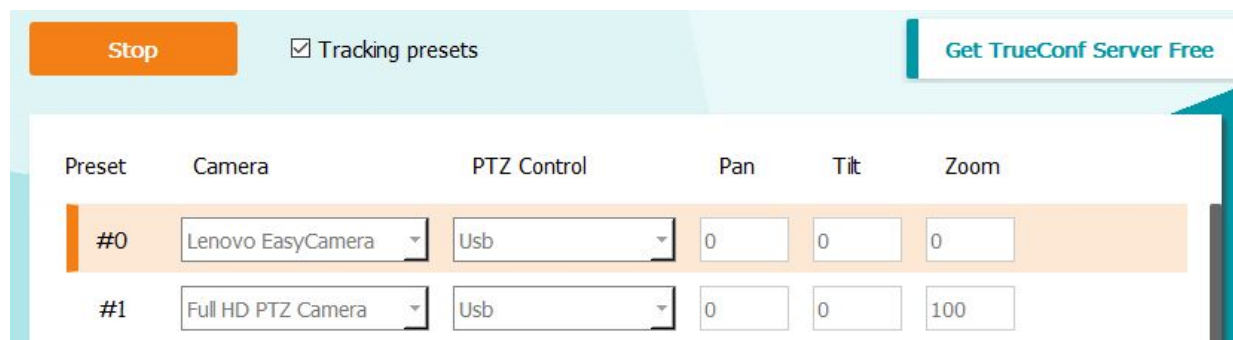 Stop Tracking presets Get TrueConf Server Free
Preset Camera PTZ Control Pan Tilt Zoom
#0 Lenovo EasyCamera Usb 0 0 0
#1 Full HD PTZ Camera Usb 0 0 100